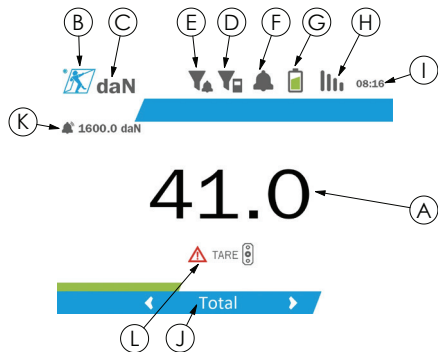 B C E D F G H
daN 08:16 I
K 1600.0 daN
41.0 A
TARE
Total
L J